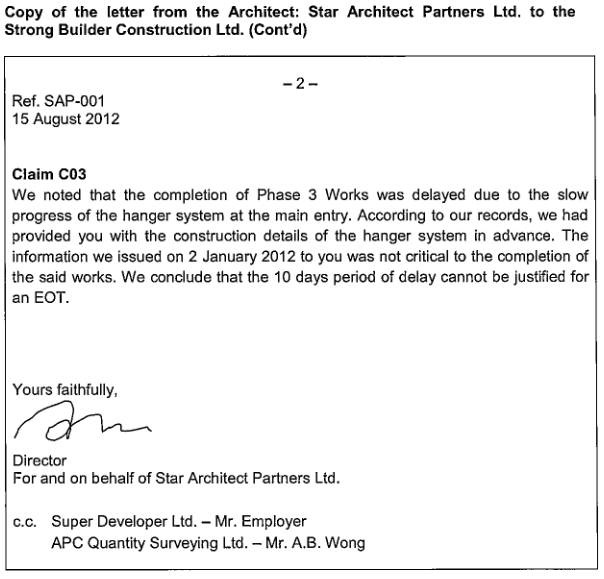 Copy of the letter from the Architect: Star Architect Partners Ltd. to the
Strong Builder Construction Ltd. (Cont'd)
– 2 –
Ref. SAP-001
15 August 2012
Claim C03
We noted that the completion of Phase 3 Works was delayed due to the slow
progress of the hanger system at the main entry. According to our records, we had
provided you with the construction details of the hanger system in advance. The
information we issued on 2 January 2012 to you was not critical to the completion of
the said works. We conclude that the 10 days period of delay cannot be justified for
an EOT.
Yours faithfully,
Director
For and on behalf of Star Architect Partners Ltd.
c.c. Super Developer Ltd. – Mr. Employer
APC Quantity Surveying Ltd. – Mr. A.B. Wong